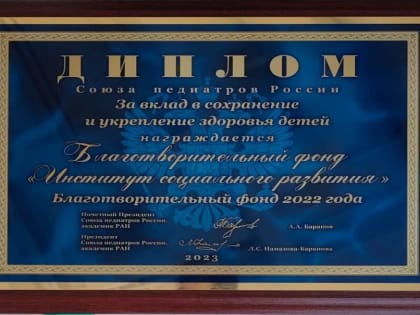 ДИПЛОМ
Союза педиатров России
За вклад в сохранение
и укрепление здоровья детей
награждается
Благотворительный фонд
«Институт социального развития»
Благотворительный фонд 2022 года
Почетный Президент
Союза педиатров России,
академик РАН
А.А. Баранов
Президент
Союза педиатров России,
академик РАН
Л.С. Намазова-Баранова
2023